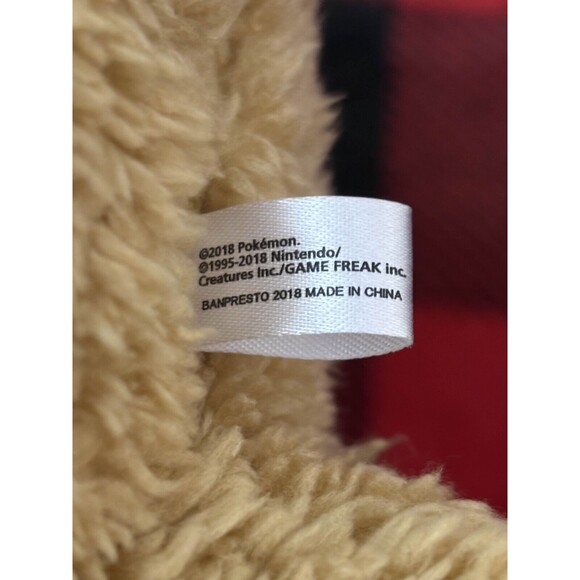 ©2018 Pokémon.
©1995-2018 Nintendo/
Creatures Inc./GAME FREAK inc.
BANPRESTO 2018 MADE IN CHINA